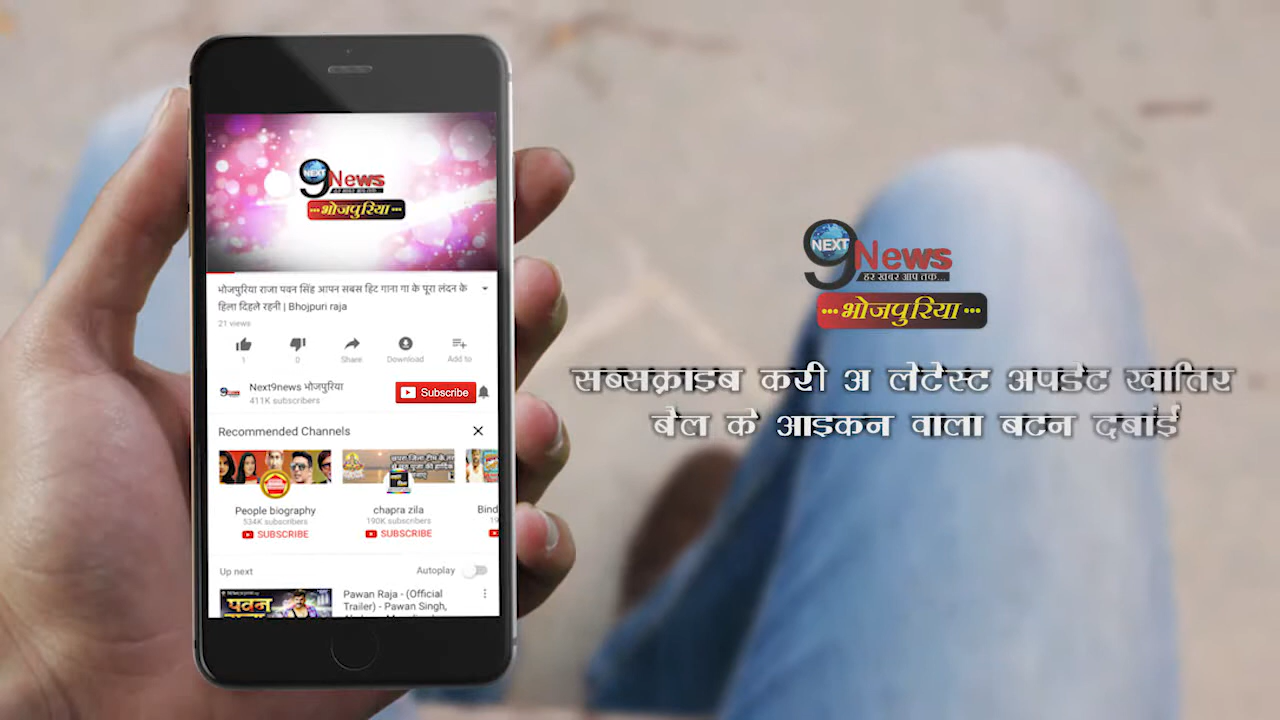 NEXT
9News
हर खबर आप तक...
•••भोजपुरिया•••
भोजपुरिया राजा पवन सिंह आपन सबस हिट गाना गा के पूरा लंदन के
हिला दिहले रहनी | Bhojpuri raja
21 views
1
0
Share
Download
Add to
Next9news भोजपुरिया
411K subscribers
Subscribe
Recommended Channels
People biography
534K subscribers
SUBSCRIBE
chapra zila
190K subscribers
SUBSCRIBE
Bind
19
Up next
Autoplay
पवन
Pawan Raja - (Official
Trailer) - Pawan Singh,
NEXT
9News
हर खबर आप तक...
•••भोजपुरिया•••
सब्सक्राइब करी अ लेटेस्ट अपडेट खातिर
बैल के आइकन वाला बटन दबांई